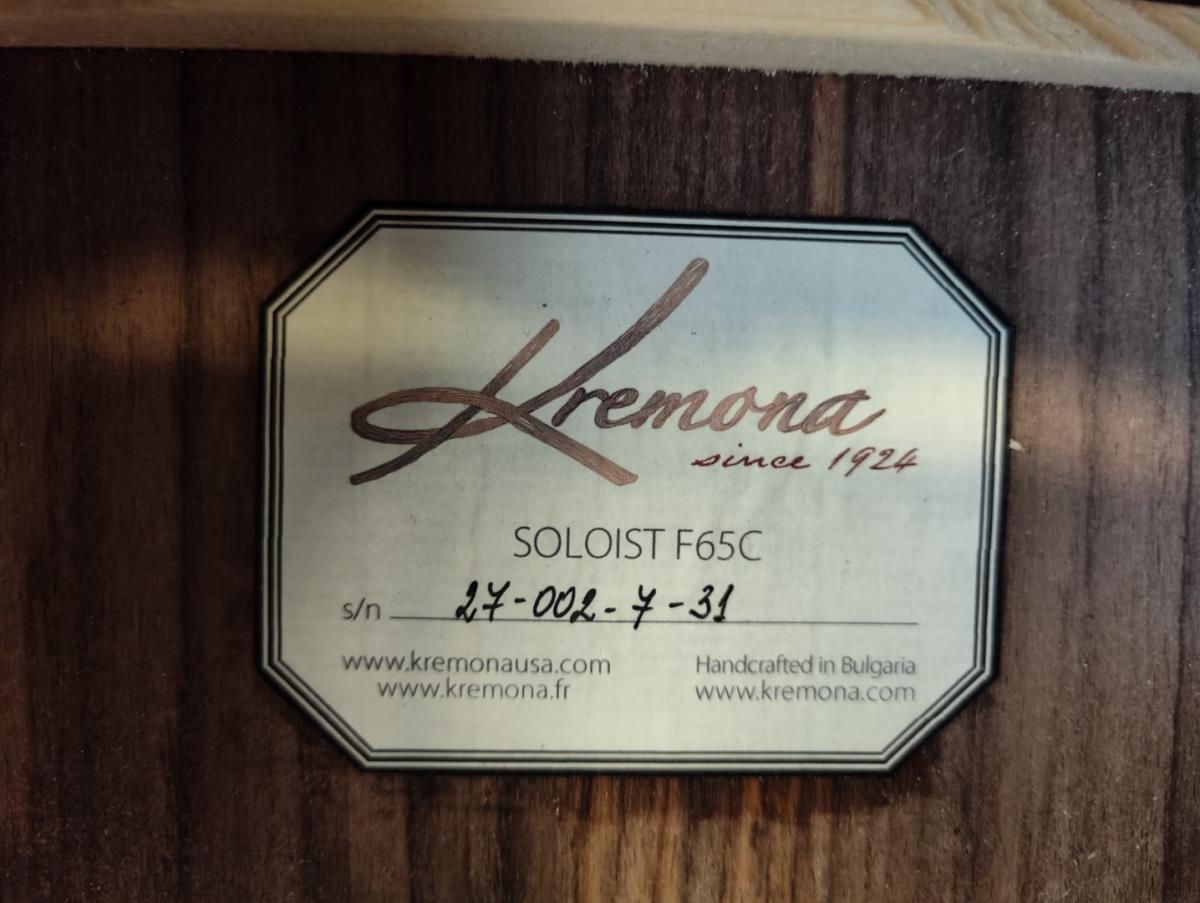 Kremona
since 1924
SOLOIST F65C
s/n 27-002-7-31
www.kremonausa.com
www.kremona.fr
Handcrafted in Bulgaria
www.kremona.com